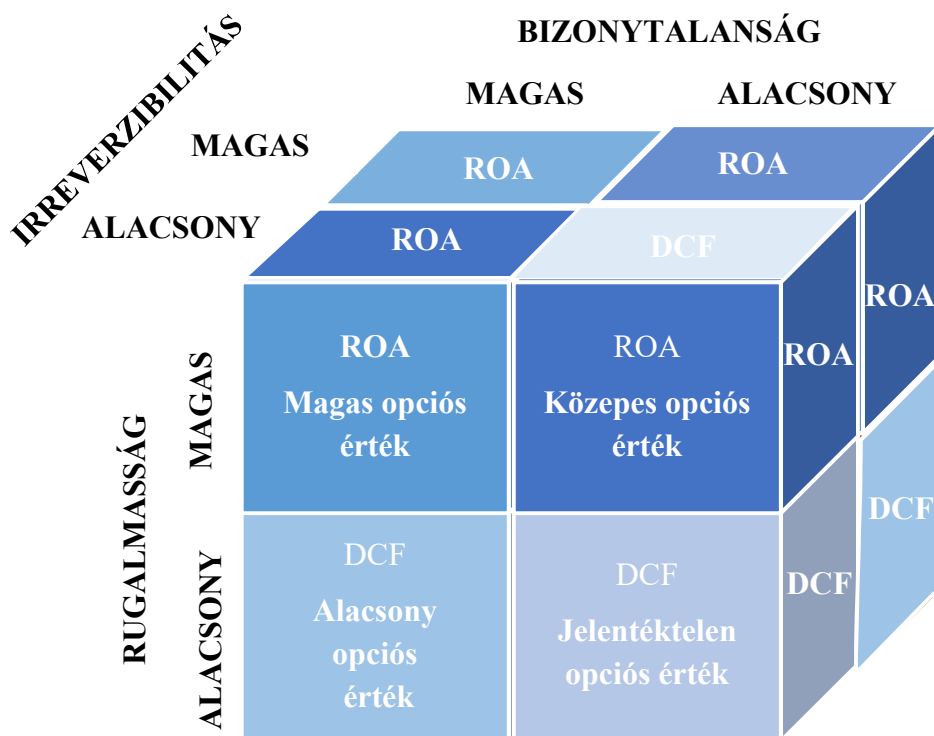 IRREVERZIBILITÁS
BIZONYTALANSÁG
MAGAS
ALACSONY
MAGAS
ROA
ROA
ALACSONY
ROA
DCF
RUGALMASSÁG
MAGAS
ROA
Magas opciós
érték
ROA
Közepes opciós
érték
ROA
ROA
ALACSONY
DCF
Alacsony
opciós
érték
DCF
Jelentéktelen
opciós érték
DCF
DCF